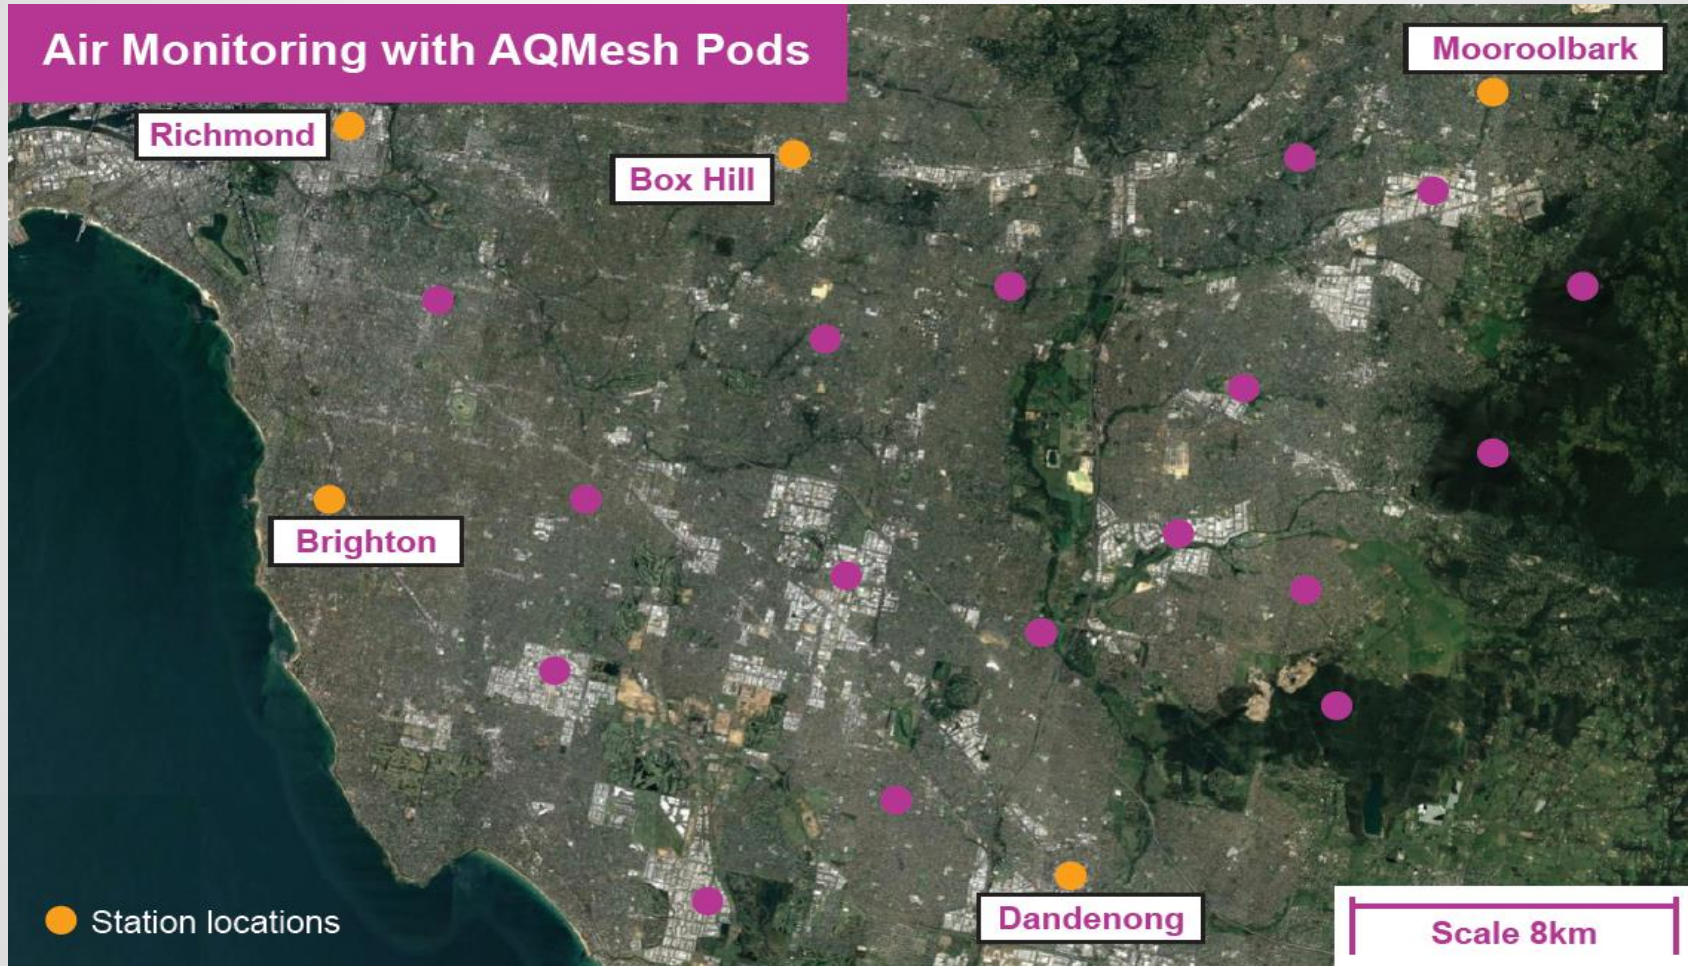 Air Monitoring with AQMesh Pods
Mooroolbark
Richmond
Box Hill
Brighton
Dandenong
Station locations
Scale 8km